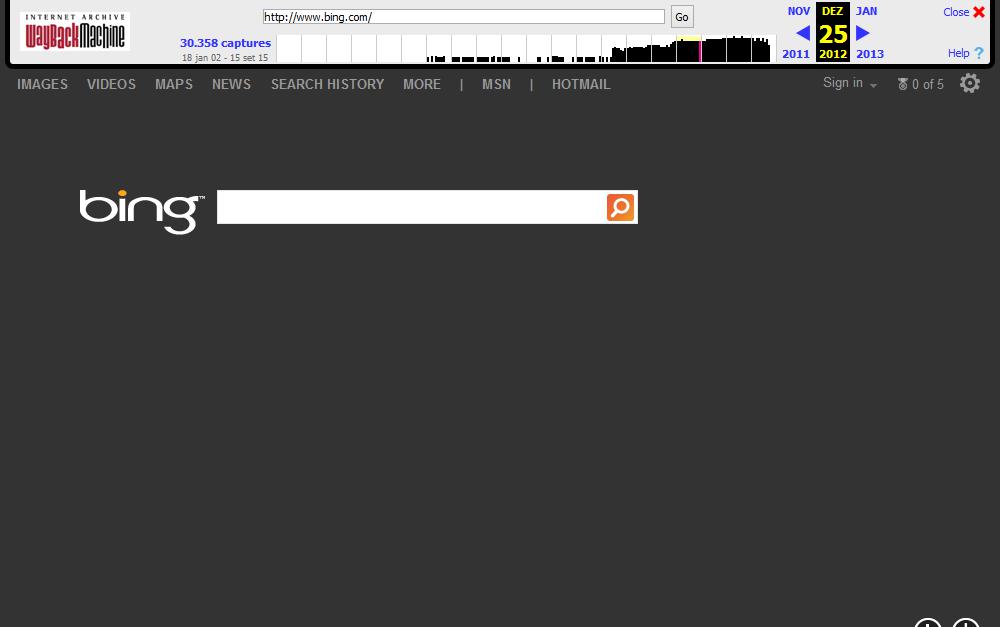 INTERNET ARCHIVE
WayBackMachine
http://www.bing.com/
Go
NOV DEZ JAN
Close
30.358 captures
25
18 jan 02 - 15 set 15
2011 2012 2013
Help ?
IMAGES VIDEOS MAPS NEWS SEARCH HISTORY MORE | MSN | HOTMAIL
Sign in 0 of 5
bing™